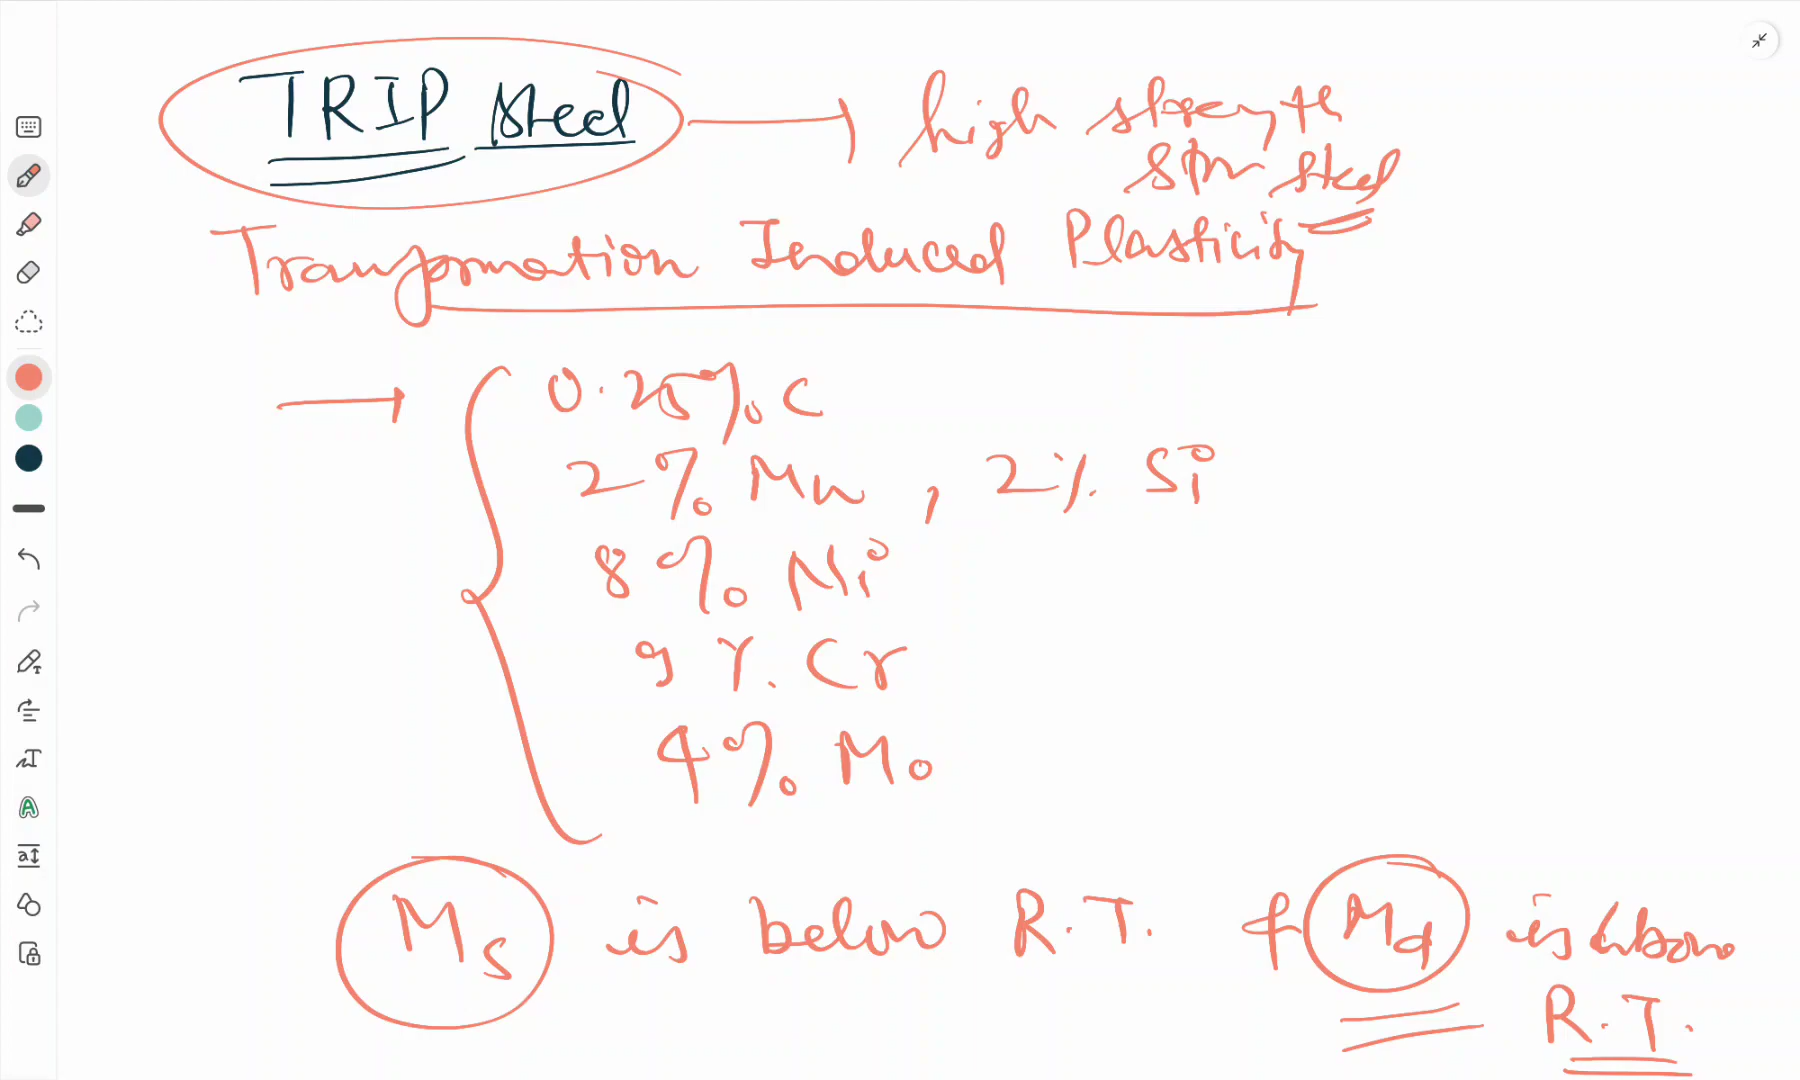 TRIP steel → high strength
steel
Transformation Induced Plasticity
→ 0.25% C
2% Mn, 2% Si
8% Ni
9%. Cr
4% Mo
Ms is below R.T. & Md is above
R.T.